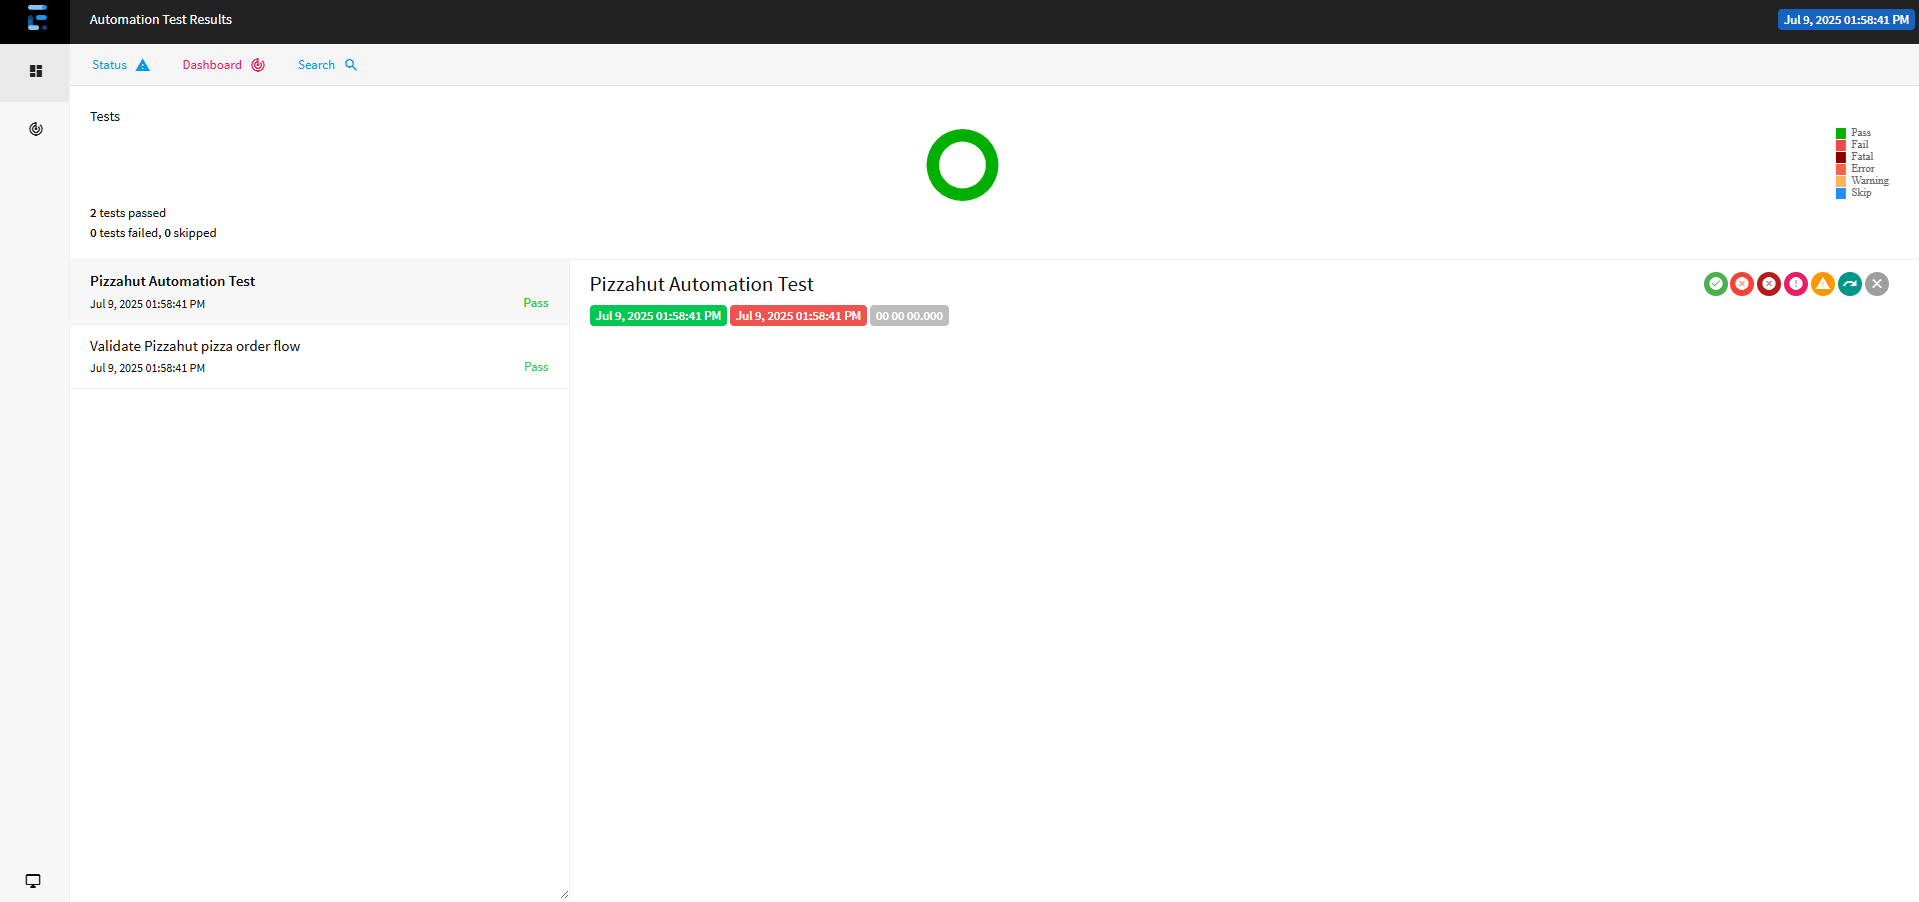 Automation Test Results
Jul 9, 2025 01:58:41 PM
Status Dashboard Search
Tests
Pass
Fail
Fatal
Error
Warning
Skip
2 tests passed
0 tests failed, 0 skipped
Pizzahut Automation Test
Jul 9, 2025 01:58:41 PM Pass
Validate Pizzahut pizza order flow
Jul 9, 2025 01:58:41 PM Pass
Pizzahut Automation Test
Jul 9, 2025 01:58:41 PM Jul 9, 2025 01:58:41 PM 00 00 00.000